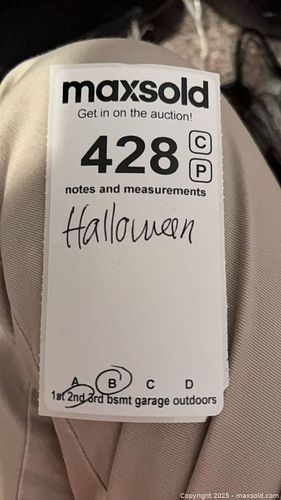 maxsold
Get in on the auction!
428 C
P
notes and measurements
Halloween
A B C D
1st 2nd 3rd bsmt garage outdoors
Copyright © 2025 - maxsold.com